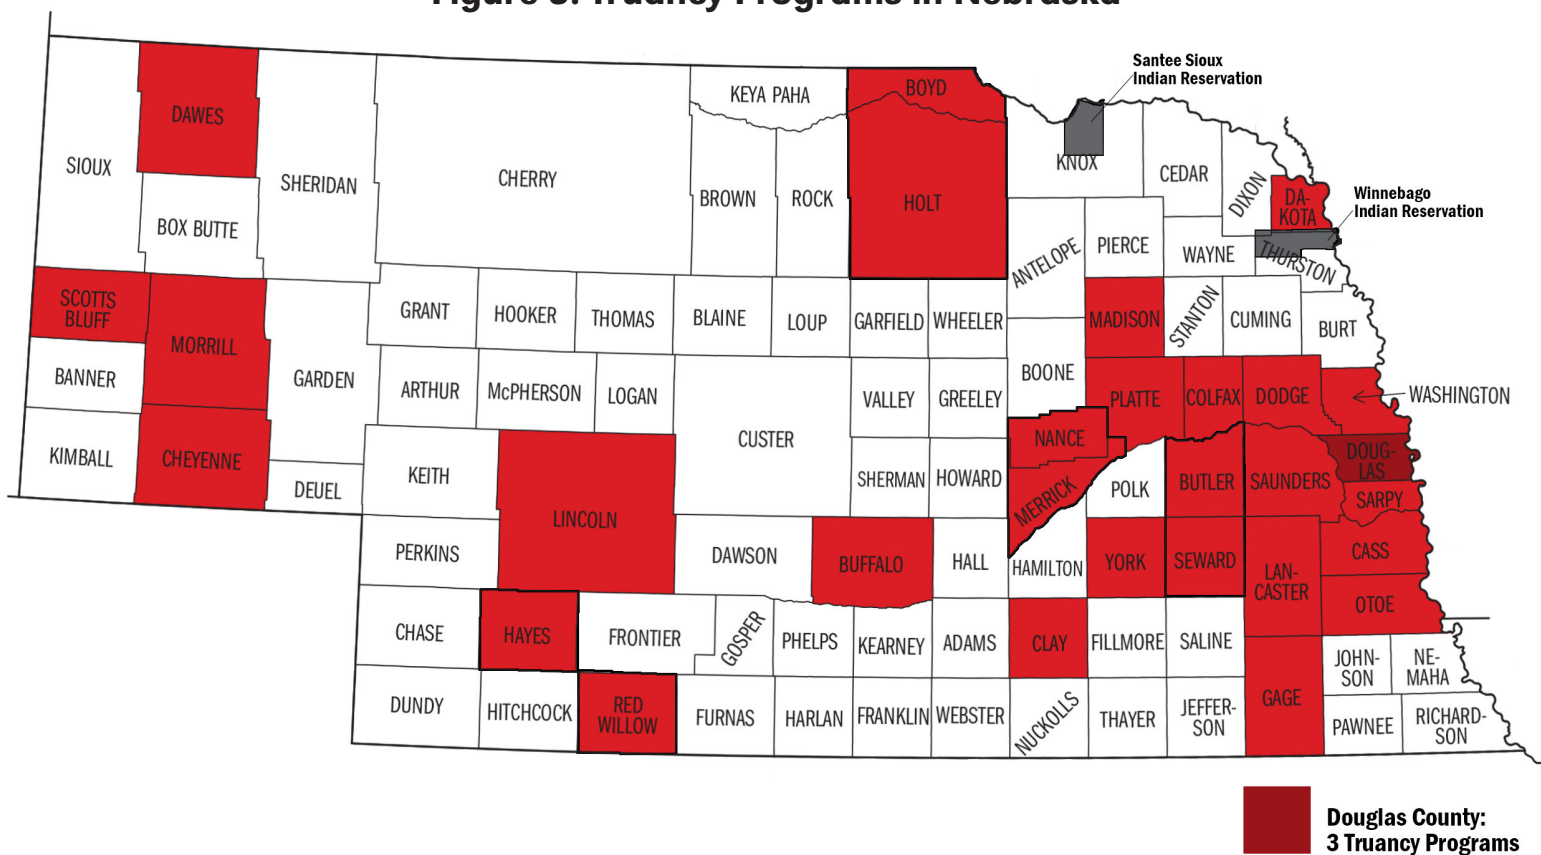 Figure 3: Truancy Programs in Nebraska
Santee Sioux
Indian Reservation
Winnebago
Indian Reservation
DAWES
SIOUX
SHERIDAN
BOX BUTTE
CHERRY
KEYA PAHA
BROWN
ROCK
BOYD
HOLT
KNOX
CEDAR
DIXON
DA-
KOTA
ANTELOPE
PIERCE
WAYNE
THURSTON
SCOTTS
BLUFF
MORRILL
BANNER
KIMBALL
CHEYENNE
GARDEN
DEUEL
GRANT
HOOKER
THOMAS
BLAINE
LOUP
GARFIELD
WHEELER
MADISON
STANTON
CUMING
BURT
ARTHUR
McPHERSON
LOGAN
CUSTER
VALLEY
GREELEY
BOONE
PLATTE
COLFAX
DODGE
WASHINGTON
NANCE
KEITH
LINCOLN
SHERMAN
HOWARD
MERRICK
POLK
BUTLER
SAUNDERS
DOUG-
LAS
SARPY
PERKINS
DAWSON
BUFFALO
HALL
HAMILTON
YORK
SEWARD
LAN-
CASTER
CASS
OTOE
CHASE
HAYES
FRONTIER
GOSPER
PHELPS
KEARNEY
ADAMS
CLAY
FILLMORE
SALINE
JOHN-
SON
NE-
MAHA
DUNDY
HITCHCOCK
RED
WILLOW
FURNAS
HARLAN
FRANKLIN
WEBSTER
NUCKOLLS
THAYER
JEFFER-
SON
GAGE
PAWNEE
RICHARD-
SON
Douglas County:
3 Truancy Programs